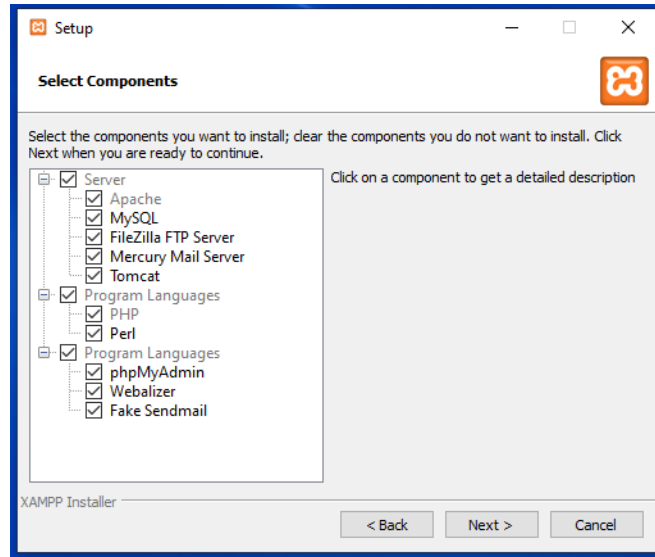 Setup
Select Components
Select the components you want to install; clear the components you do not want to install. Click
Next when you are ready to continue.
Server
Apache
MySQL
FileZilla FTP Server
Mercury Mail Server
Tomcat
Program Languages
PHP
Perl
Program Languages
phpMyAdmin
Webalizer
Fake Sendmail
Click on a component to get a detailed description
XAMPP Installer
< Back
Next >
Cancel